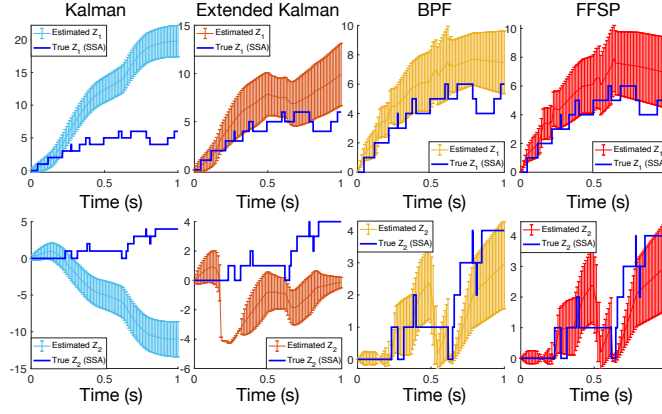 Kalman
Extended Kalman
BPF
FFSP
Estimated Z₁
True Z₁ (SSA)
20
15
10
5
0
0
0.5
1
Time (s)
Estimated Z₁
True Z₁ (SSA)
15
10
5
0
0
0.5
1
Time (s)
10
8
6
4
2
0
Estimated Z₁
True Z₁ (SSA)
0
0.5
1
Time (s)
10
8
6
4
2
0
Estimated Z₁
True Z₁ (SSA)
0
0.5
Time (s)
5
0
-5
-10
-15
Estimated Z₂
True Z₂ (SSA)
0
0.5
1
Time (s)
4
2
0
-2
-4
-6
Estimated Z₂
True Z₂ (SSA)
0
0.5
1
Time (s)
Estimated Z₂
True Z₂ (SSA)
4
3
2
1
0
0
0.5
1
Time (s)
Estimated Z₂
True Z₂ (SSA)
4
2
0
0
0.5
Time (s)